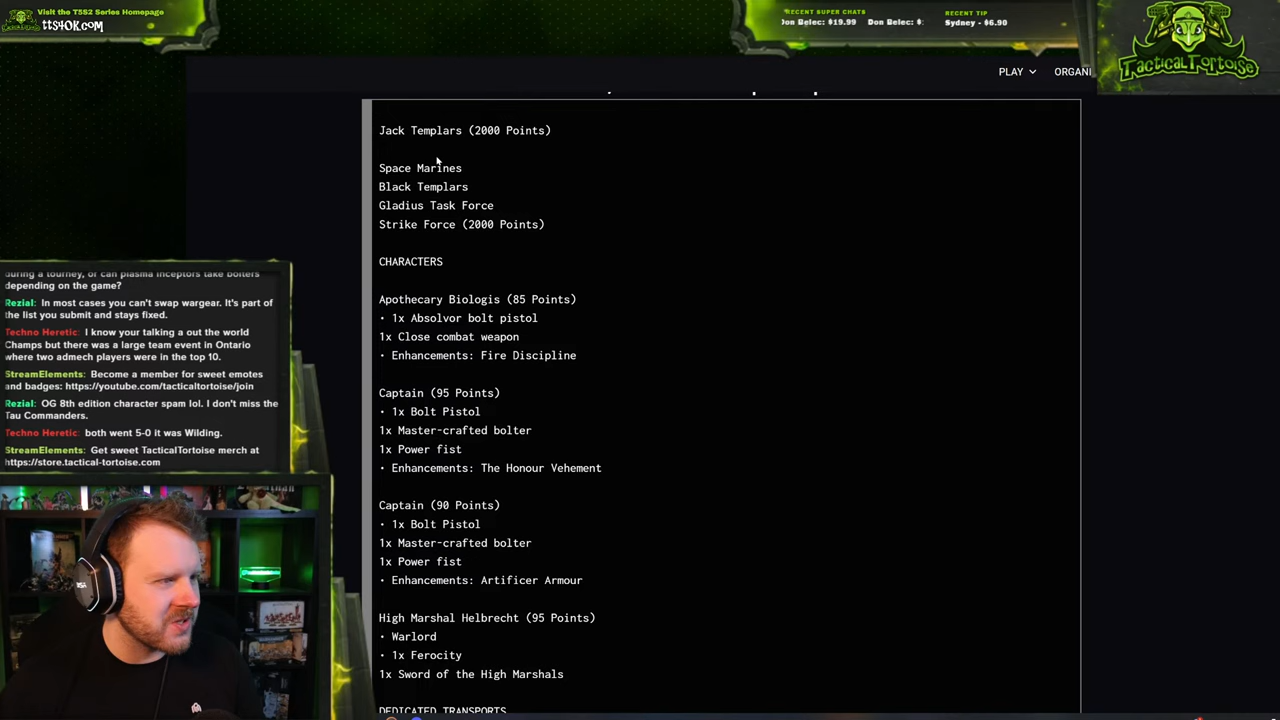 Visit the T5S2 Series Homepage
tts40k.com
RECENT SUPER CHATS
Don Belec: $19.99 Don Belec: $
RECENT TIP
Sydney - $6.90
TacticalTortoise
PLAY
ORGANI
Jack Templars (2000 Points)
Space Marines
Black Templars
Gladius Task Force
Strike Force (2000 Points)
CHARACTERS
Apothecary Biologis (85 Points)
• 1x Absolvor bolt pistol
1x Close combat weapon
• Enhancements: Fire Discipline
Captain (95 Points)
• 1x Bolt Pistol
1x Master-crafted bolter
1x Power fist
• Enhancements: The Honour Vehement
Captain (90 Points)
• 1x Bolt Pistol
1x Master-crafted bolter
1x Power fist
• Enhancements: Artificer Armour
High Marshal Helbrecht (95 Points)
• Warlord
• 1x Ferocity
1x Sword of the High Marshals
DEDICATED TRANSPORTS
during a tourney, or can plasma inceptors take bolters
depending on the game?
Rezial: In most cases you can't swap wargear. It's part of
the list you submit and stays fixed.
Techno Heretic: I know your talking a out the world
Champs but there was a large team event in Ontario
where two admech players were in the top 10.
StreamElements: Become a member for sweet emotes
and badges: https://youtube.com/tacticaltortoise/join
Rezial: OG 8th edition character spam lol. I don't miss the
Tau Commanders.
Techno Heretic: both went 5-0 it was Wilding.
StreamElements: Get sweet TacticalTortoise merch at
https://store.tactical-tortoise.com